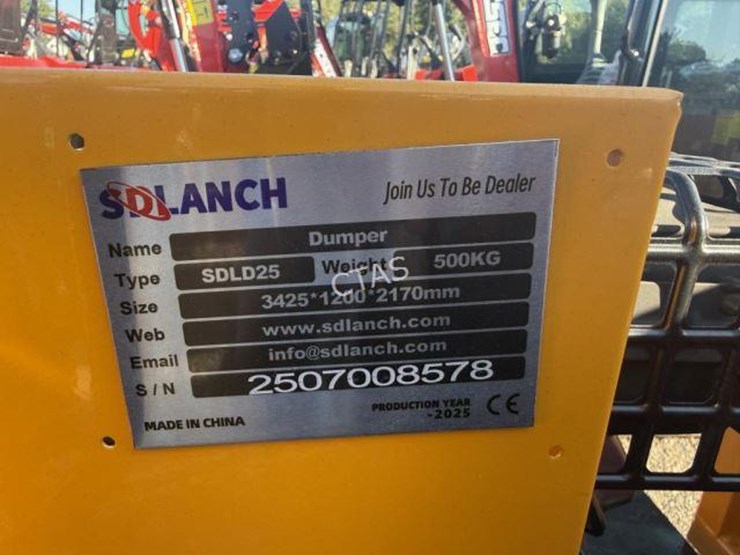 SDLANCH
Join Us To Be Dealer
Name Dumper
Type SDLD25 Weight 500KG
CTAS
Size 3425*1200*2170mm
Web www.sdlanch.com
Email info@sdlanch.com
S / N 2507008578
MADE IN CHINA
PRODUCTION YEAR
-2025
CE